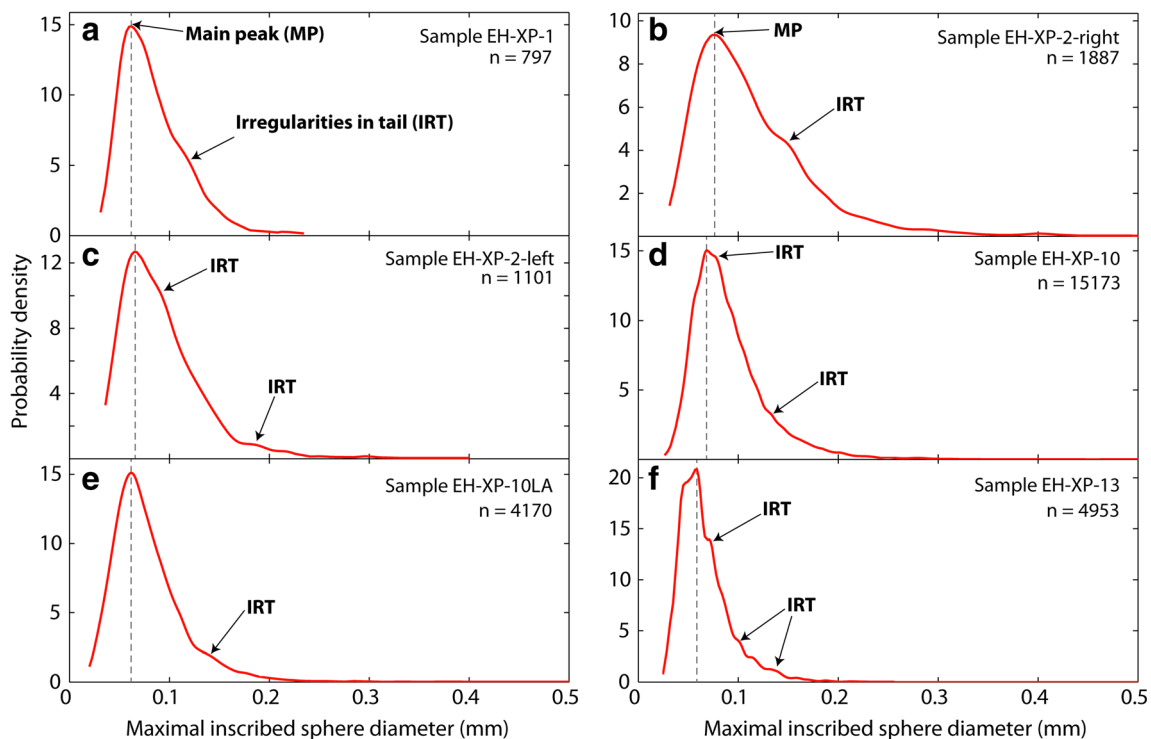 a
Main peak (MP)
Sample EH-XP-1
n = 797
Irregularities in tail (IRT)
15
10
5
0
b
MP
Sample EH-XP-2-right
n = 1887
IRT
10
8
6
4
2
c
IRT
Sample EH-XP-2-left
n = 1101
IRT
12
8
4
d
IRT
Sample EH-XP-10
n = 15173
IRT
15
10
5
e
Sample EH-XP-10LA
n = 4170
IRT
15
10
5
0
0
0.1
0.2
0.3
0.4
0.5
Maximal inscribed sphere diameter (mm)
f
Sample EH-XP-13
n = 4953
IRT
IRT
20
15
10
5
0
0
0.1
0.2
0.3
0.4
0.5
Maximal inscribed sphere diameter (mm)
Probability density